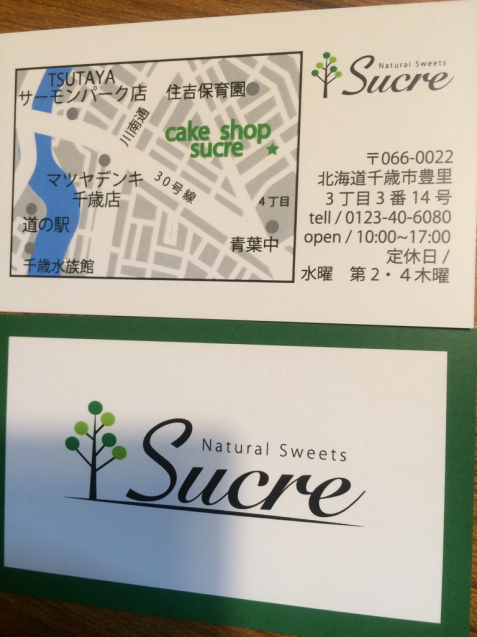 TSUTAYA
サーモンパーク店
住吉保育園
川南通
cake shop
sucre
マツヤデンキ
千歳店
30号線
4丁目
道の駅
青葉中
千歳水族館
Natural Sweets
Sucre
〒066-0022
北海道千歳市豊里
3丁目3番14号
tell / 0123-40-6080
open / 10:00~17:00
定休日 /
水曜 第2・4木曜
Natural Sweets
Sucre